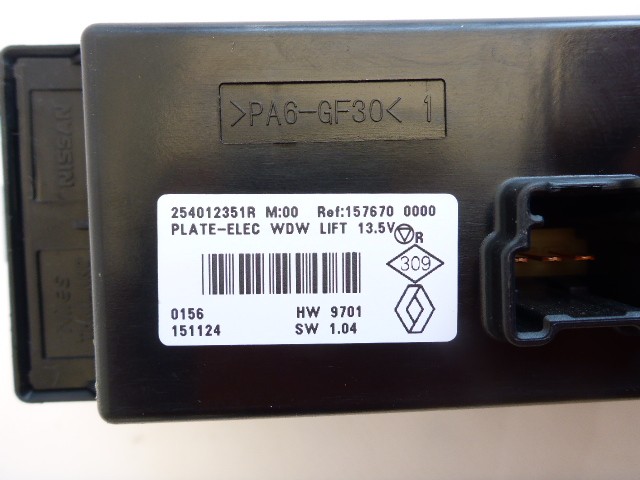 >PA6-GF30< 1
NISSAN
254012351R M:00 Ref:157670 0000
PLATE-ELEC WDW LIFT 13.5V R
309
0156 HW 9701
151124 SW 1.04